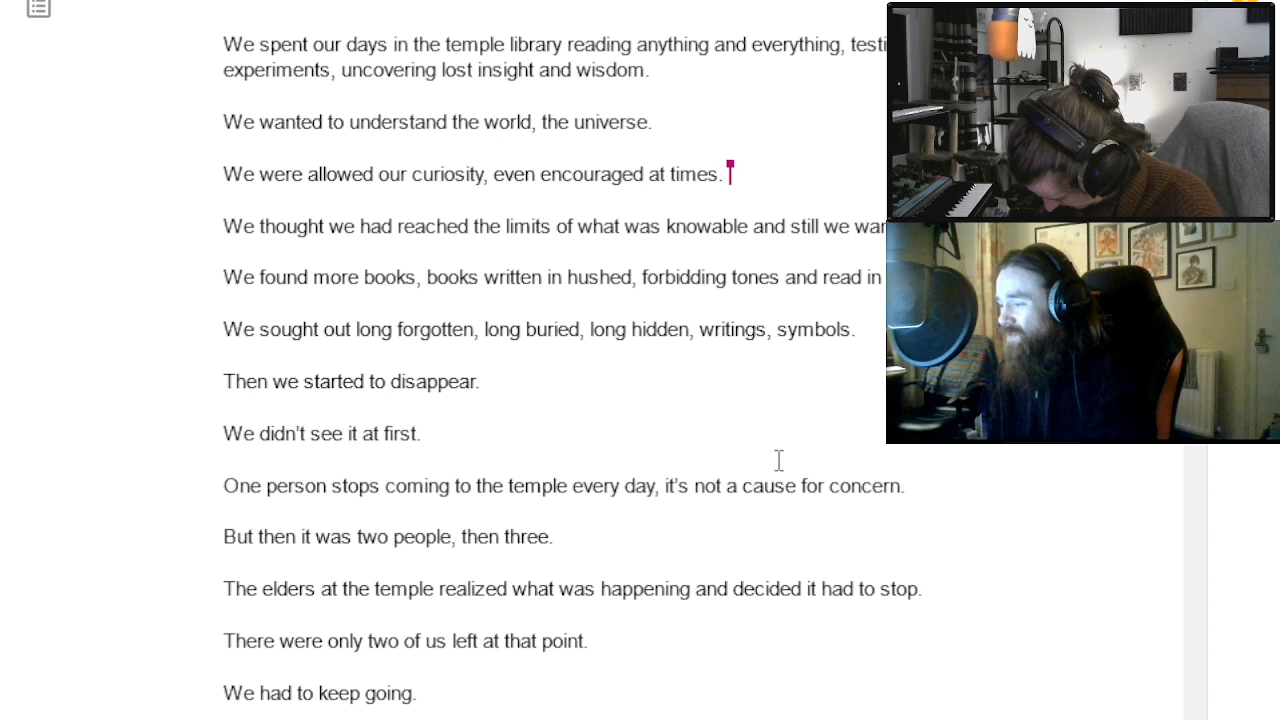 We spent our days in the temple library reading anything and everything,
experiments, uncovering lost insight and wisdom.
We wanted to understand the world, the universe.
We were allowed our curiosity, even encouraged at times.
We thought we had reached the limits of what was knowable and still we
We found more books, books written in hushed, forbidding tones and read in
We sought out long forgotten, long buried, long hidden, writings, symbols.
Then we started to disappear.
We didn't see it at first.
One person stops coming to the temple every day, it's not a cause for concern.
But then it was two people, then three.
The elders at the temple realized what was happening and decided it had to stop.
There were only two of us left at that point.
We had to keep going.